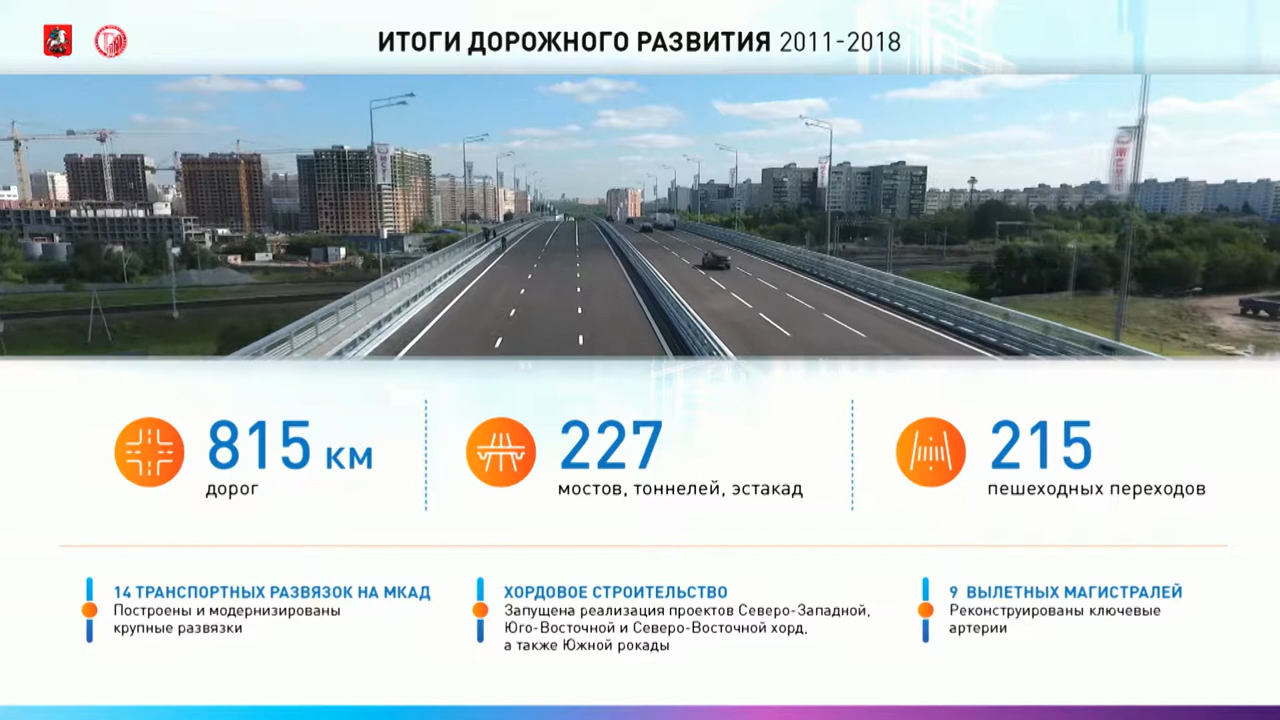 ИТОГИ ДОРОЖНОГО РАЗВИТИЯ 2011-2018
815 км
дорог
227
мостов, тоннелей, эстакад
215
пешеходных переходов
14 ТРАНСПОРТНЫХ РАЗВЯЗОК НА МКАД
Построены и модернизированы
крупные развязки
ХОРДОВОЕ СТРОИТЕЛЬСТВО
Запущена реализация проектов Северо-Западной,
Юго-Восточной и Северо-Восточной хорд,
а также Южной рокады
9 ВЫЛЕТНЫХ МАГИСТРАЛЕЙ
Реконструированы ключевые
артерии